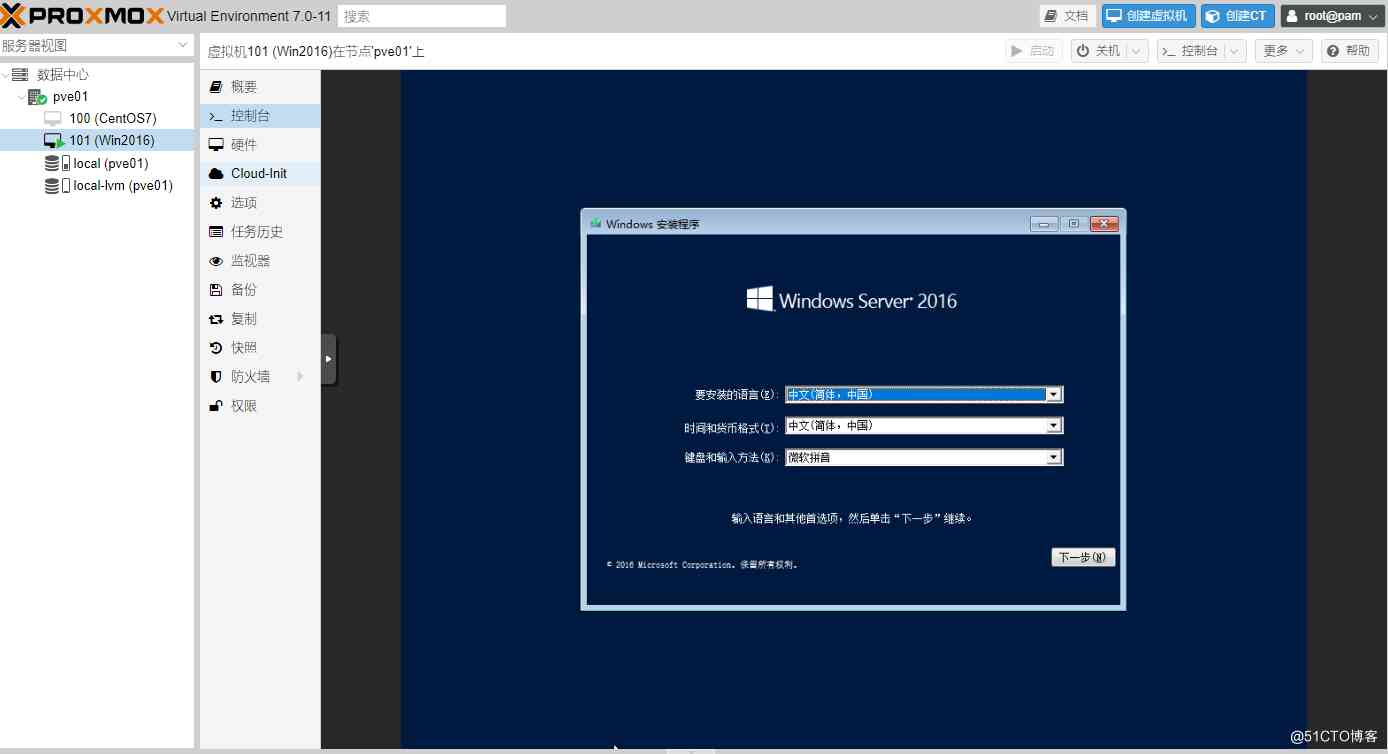 PROXMOX Virtual Environment 7.0-11 搜索 文档 创建虚拟机 创建CT root@pam
服务器视图
虚拟机101 (Win2016)在节点'pve01'上 启动 关机 控制台 更多 帮助
数据中心
pve01
100 (CentOS7)
101 (Win2016)
local (pve01)
local-lvm (pve01)
概要
控制台
硬件
Cloud-Init
选项
任务历史
监视器
备份
复制
快照
防火墙
权限
Windows 安装程序
Windows Server 2016
要安装的语言(E): 中文(简体，中国)
时间和货币格式(T): 中文(简体，中国)
键盘和输入方法(K): 微软拼音
输入语言和其他首选项，然后单击“下一步”继续。
© 2016 Microsoft Corporation。保留所有权利。
下一步(N)
@51CTO博客